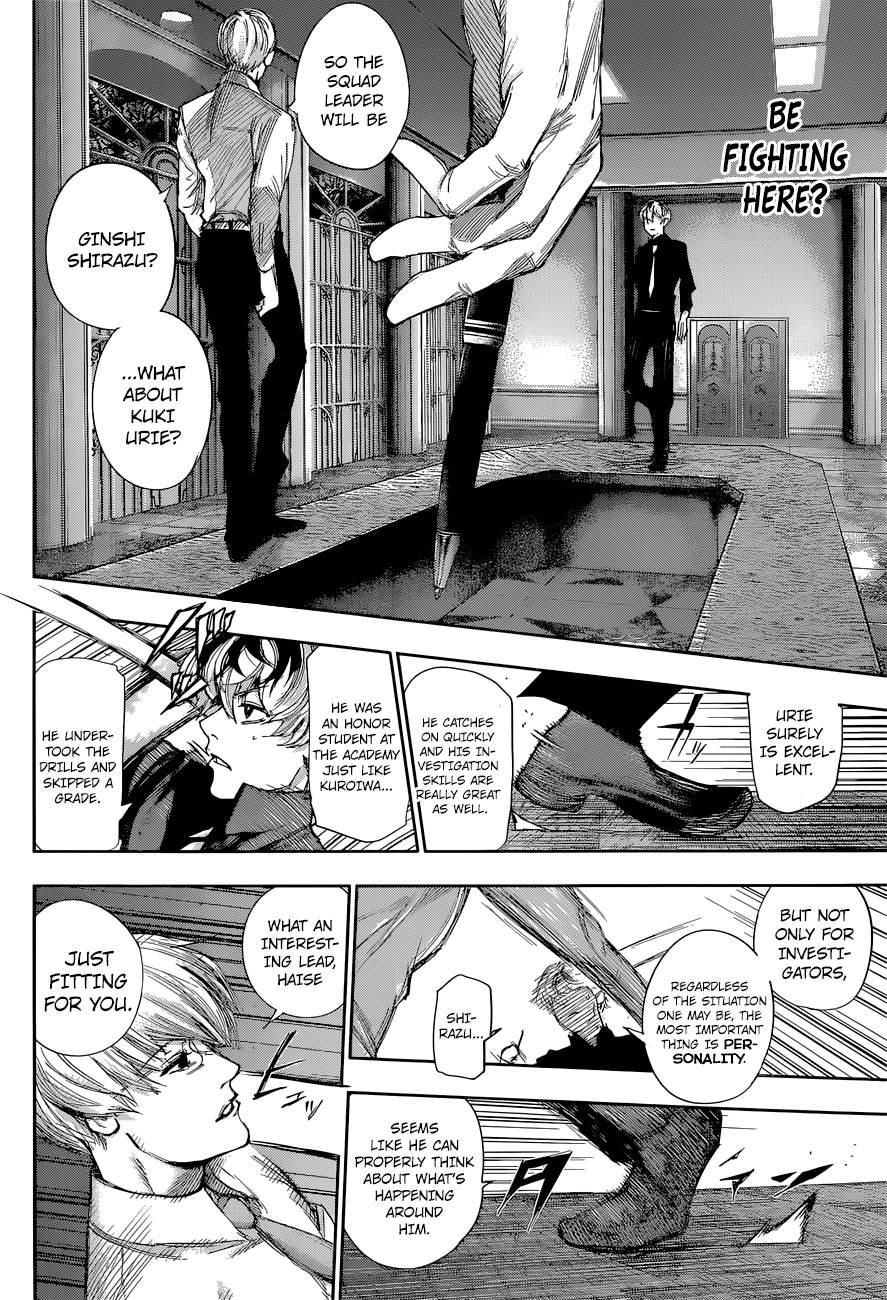 BE
FIGHTING
HERE?
SO THE
SQUAD
LEADER
WILL BE
GINSHI
SHIRAZU?
...WHAT
ABOUT
KUKI
URIE?
URIE
SURELY
IS EXCEL-
LENT.
HE CATCHES
ON QUICKLY
AND HIS IN-
VESTIGATION
SKILLS ARE
REALLY GREAT
AS WELL.
HE WAS
AN HONOR
STUDENT AT
THE ACADEMY
JUST LIKE
KUROIWA...
HE UNDER-
TOOK THE
DRILLS AND
SKIPPED A
GRADE.
BUT NOT
ONLY FOR
INVESTI-
GATORS,
REGARDLESS
OF THE SITUATION
ONE MAY BE, THE
MOST IMPORTANT
THING IS PER-
SONALITY.
SHI-
RAZU...
SEEMS
LIKE HE CAN
PROPERLY THINK
ABOUT WHAT'S
HAPPENING
AROUND
HIM.
WHAT AN
INTEREST-
ING LEAD,
HAISE
JUST
FITTING
FOR YOU.